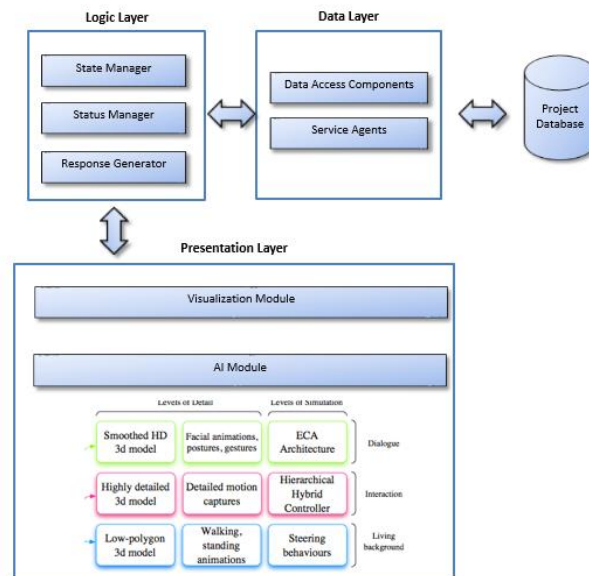 Logic Layer
Data Layer
State Manager
Status Manager
Response Generator
Data Access Components
Service Agents
Project
Database
Presentation Layer
Visualization Module
AI Module
Levels of Detail
Levels of Simulation
Smoothed HD
3d model
Facial animations,
postures, gestures
ECA
Architecture
Dialogue
Highly detailed
3d model
Detailed motion
captures
Hierarchical
Hybrid
Controller
Interaction
Low-polygon
3d model
Walking,
standing
animations
Steering
behaviours
Living
background